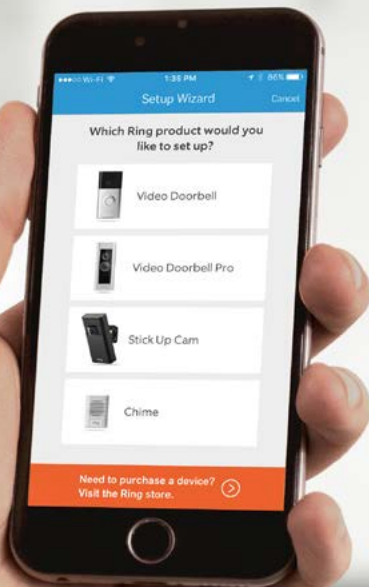 Wi-Fi 1:35 PM 86%
Setup Wizard Cancel
Which Ring product would you
like to set up?
Video Doorbell
Video Doorbell Pro
Stick Up Cam
Chime
Need to purchase a device?
Visit the Ring store.